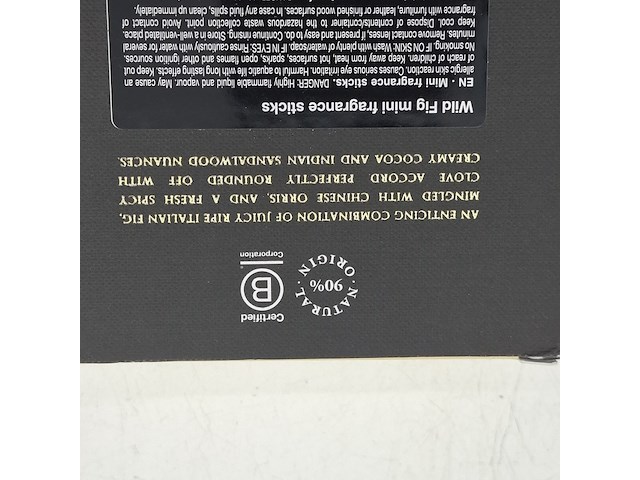 Certified
B
Corporation
90%
NATURAL ORIGIN
AN ENTICING COMBINATION OF JUICY RIPE ITALIAN FIG,
MINGLED WITH CHINESE ORRIS, AND A FRESH SPICY
CLOVE ACCORD PERFECTLY ROUNDED OFF WITH
CREAMY COCOA AND INDIAN SANDALWOOD NUANCES.
Wild Fig mini fragrance sticks
EN - Mini fragrance sticks. DANGER: Highly flammable liquid and vapour. May cause an
allergic skin reaction. Causes serious eye irritation. Harmful to aquatic life with long lasting effects. Keep out
of reach of children. Keep away from heat, hot surfaces, sparks, open flames and other ignition sources.
No smoking. IF ON SKIN: Wash with plenty of water/soap. IF IN EYES: Rinse cautiously with water for several
minutes. Remove contact lenses, if present and easy to do. Continue rinsing. Store in a well-ventilated place.
Keep cool. Dispose of contents/container to the hazardous waste collection point. Avoid contact of
fragrance with furniture, leather or finished wood surfaces. In case any fluid spills, clean up immediately.